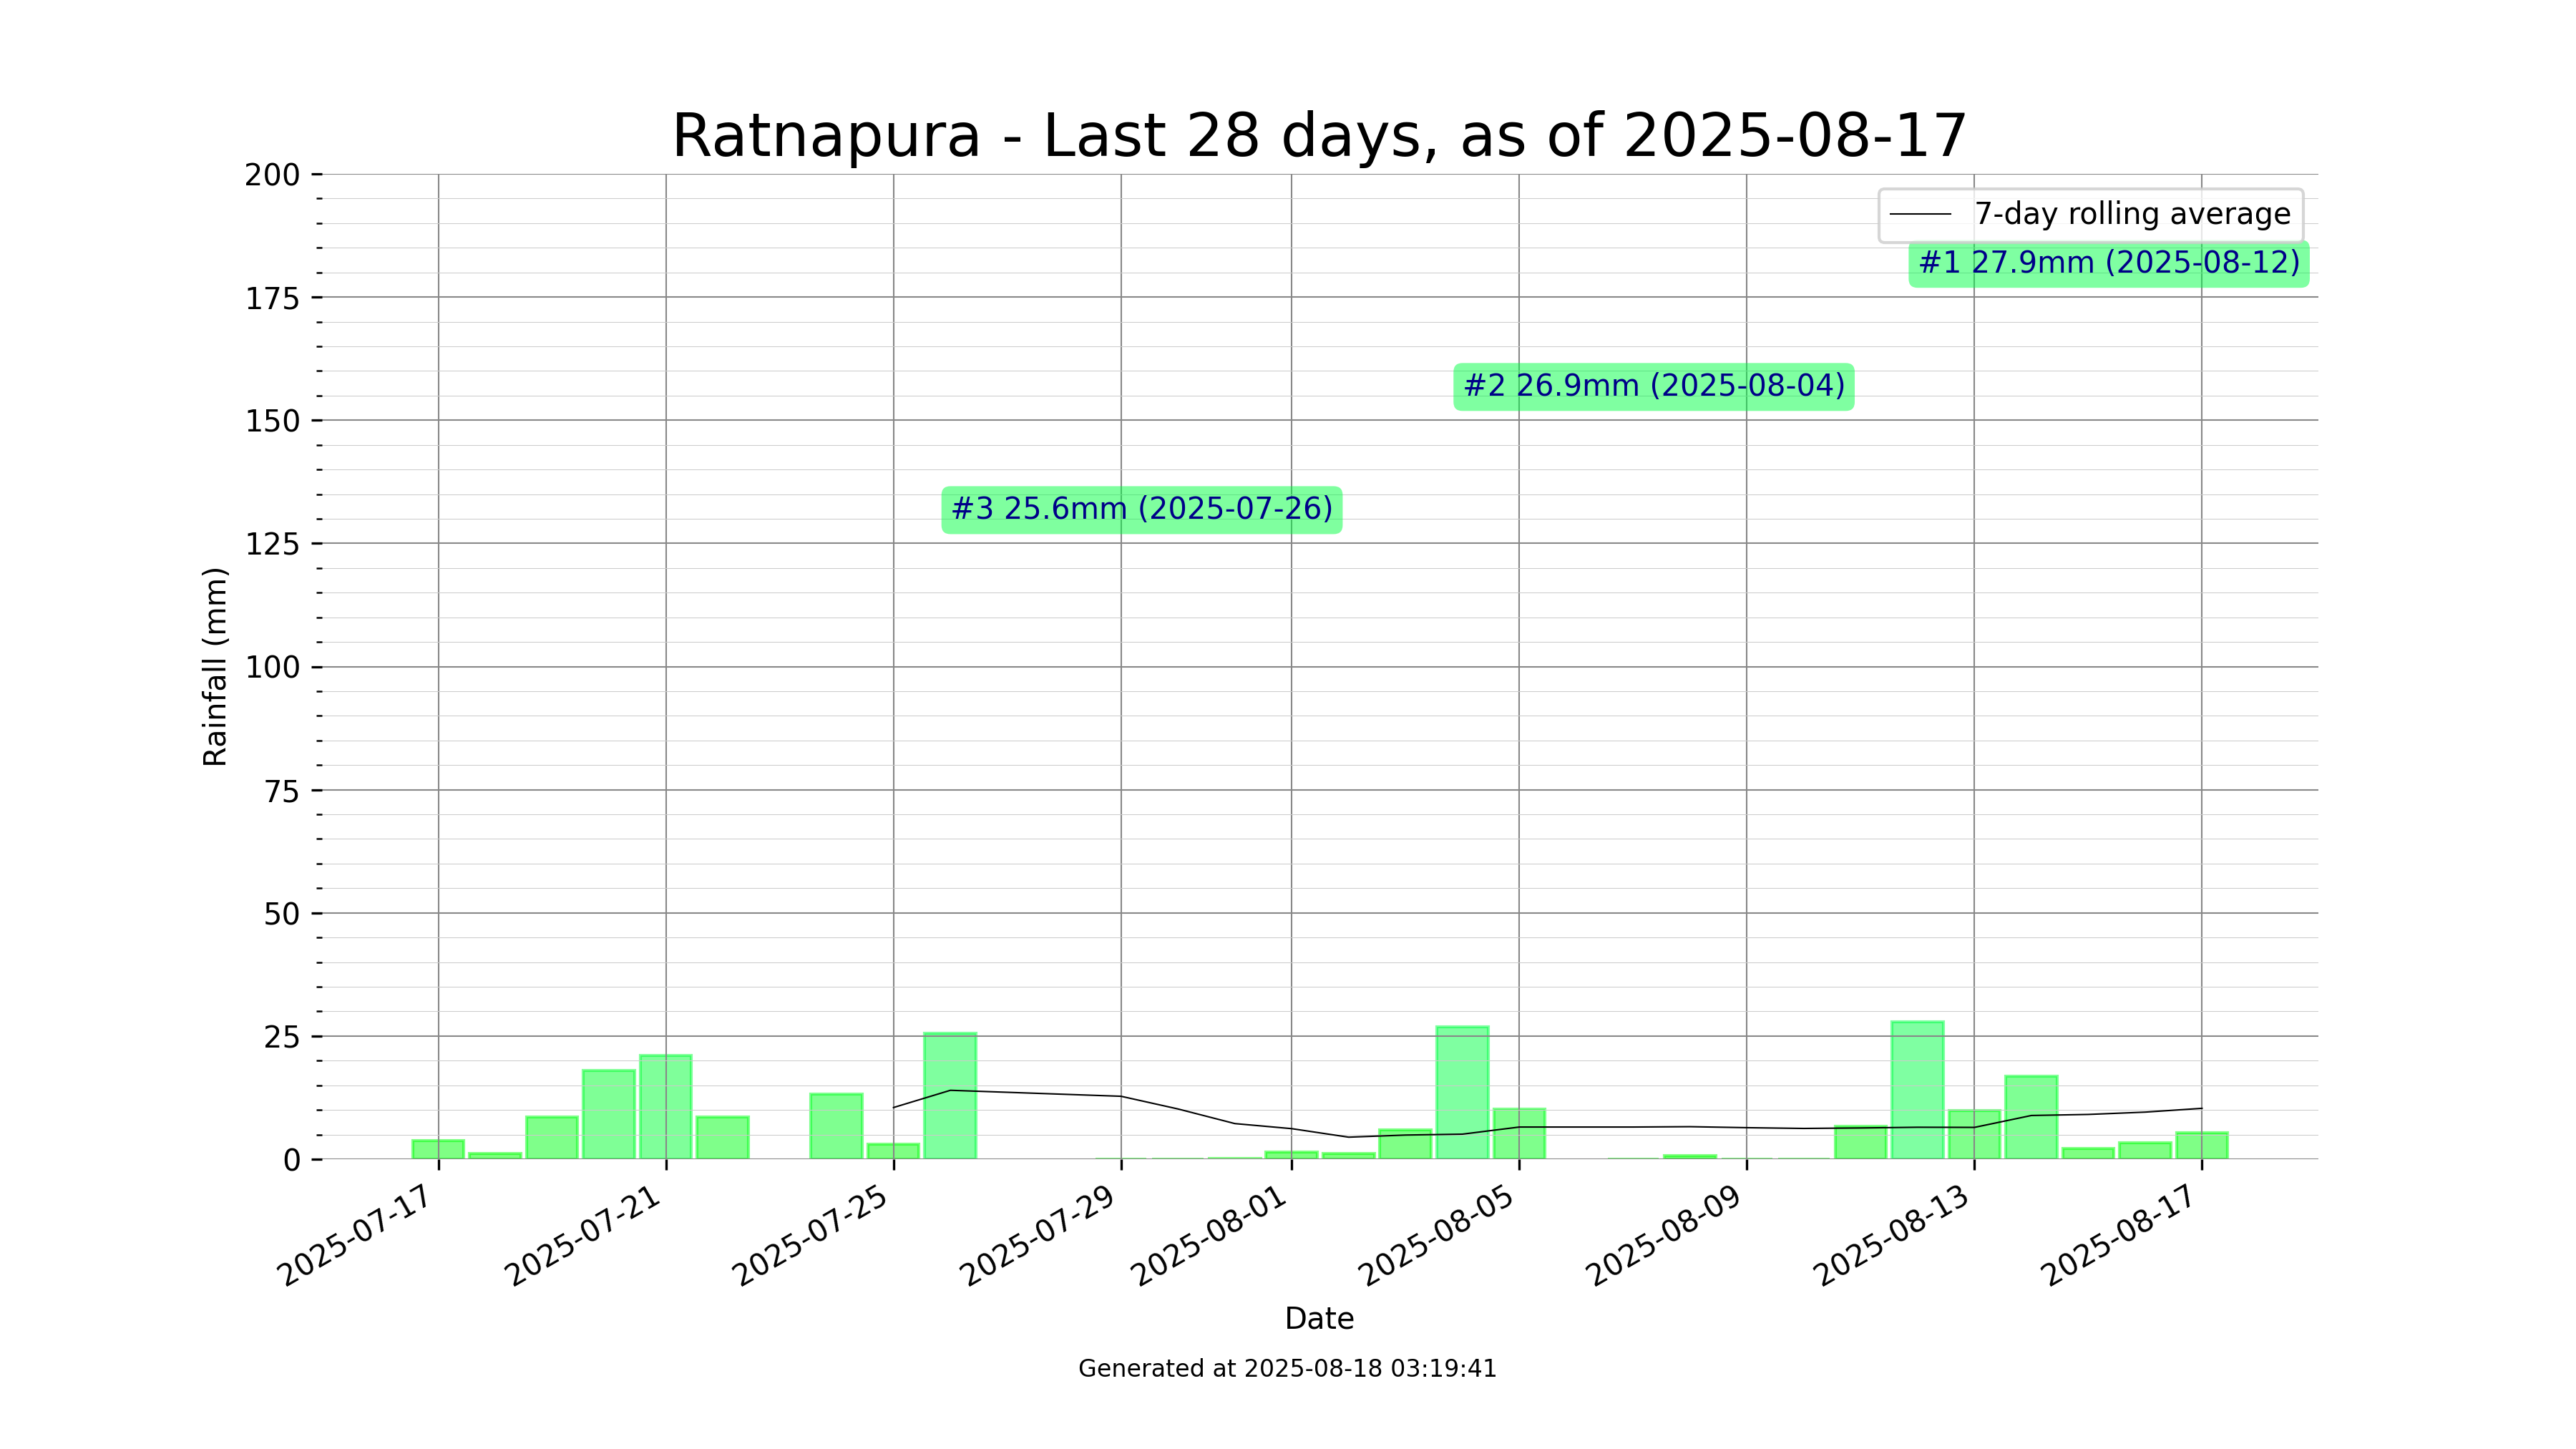 Ratnapura - Last 28 days, as of 2025-08-17
7-day rolling average
#1 27.9mm (2025-08-12)
#2 26.9mm (2025-08-04)
#3 25.6mm (2025-07-26)
Rainfall (mm)
200
175
150
125
100
75
50
25
0
2025-07-17
2025-07-21
2025-07-25
2025-07-29
2025-08-01
2025-08-05
2025-08-09
2025-08-13
2025-08-17
Date
Generated at 2025-08-18 03:19:41